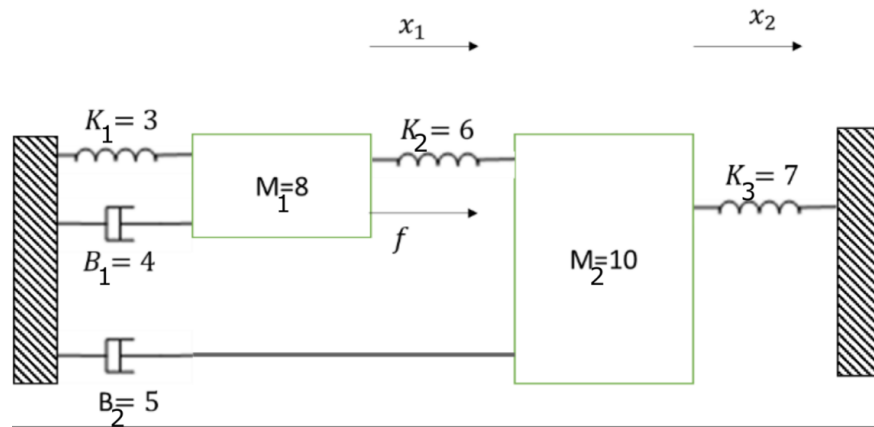 x₁
x₂
K₁= 3
K₂= 6
M₁=8
K₃= 7
f
B₁= 4
M₂=10
B₂= 5